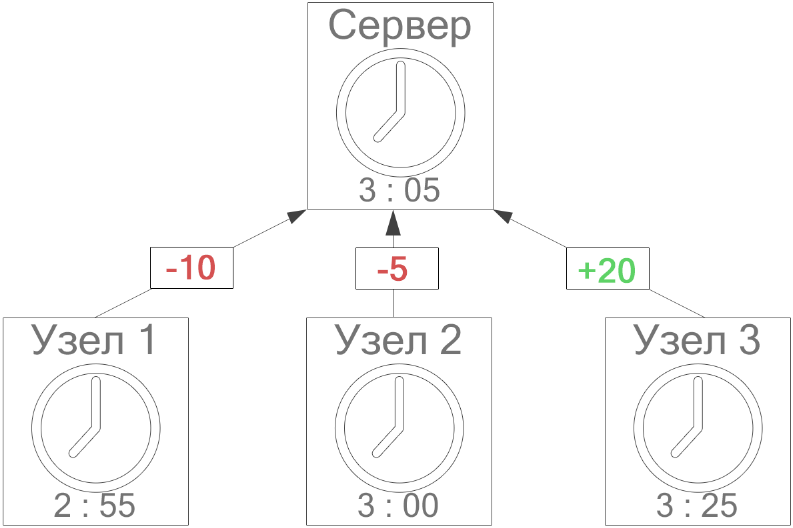 Сервер
3 : 05
-10
-5
+20
Узел 1
Узел 2
Узел 3
2 : 55
3 : 00
3 : 25